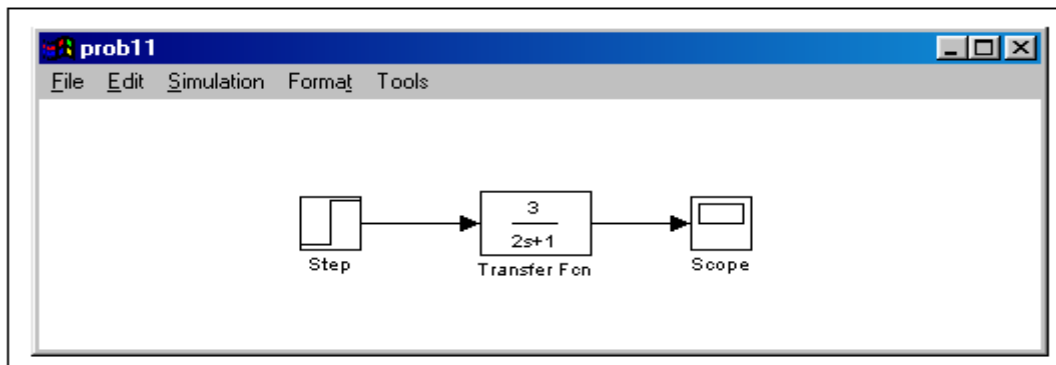 prob11
File Edit Simulation Format Tools
3
2s+1
Step
Transfer Fcn
Scope